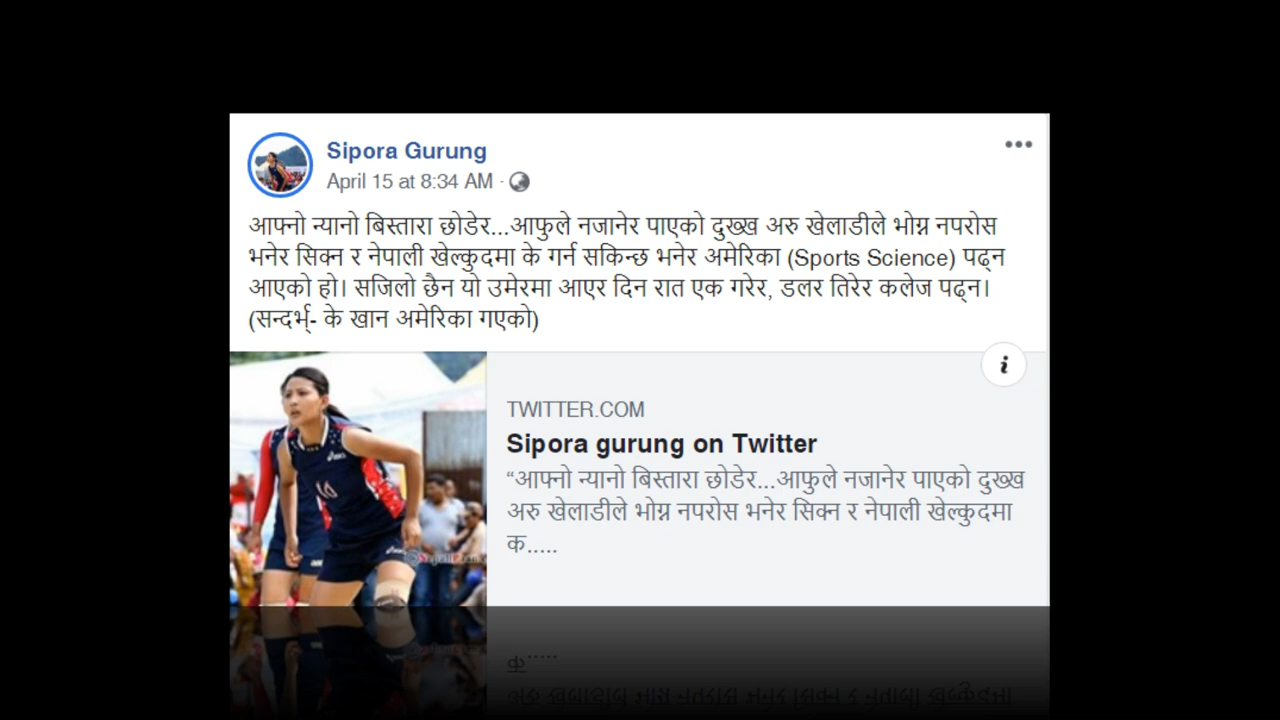 Sipora Gurung
April 15 at 8:34 AM ·
आफ्नो न्यानो बिस्तारा छोडेर...आफुले नजानेर पाएको दुख्ख अरु खेलाडीले भोग्न नपरोस
भनेर सिक्न र नेपाली खेल्कुदमा के गर्न सकिन्छ भनेर अमेरिका (Sports Science) पढ्न
आएको हो। सजिलो छैन यो उमेरमा आएर दिन रात एक गरेर, डलर तिरेर कलेज पढ्न।
(सन्दर्भ्- के खान अमेरिका गएको)
TWITTER.COM
Sipora gurung on Twitter
“आफ्नो न्यानो बिस्तारा छोडेर...आफुले नजानेर पाएको दुख्ख
अरु खेलाडीले भोग्न नपरोस भनेर सिक्न र नेपाली खेल्कुदमा
क.....